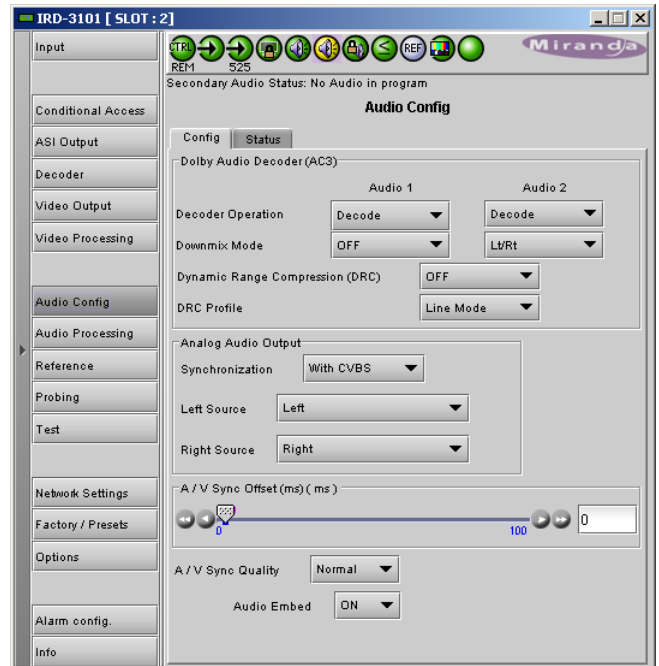 IRD-3101 [ SLOT : 2]
Input
Conditional Access
ASI Output
Decoder
Video Output
Video Processing
Audio Config
Audio Processing
Reference
Probing
Test
Network Settings
Factory / Presets
Options
Alarm config.
Info
CTRL
REF
REM
525
Miranda
Secondary Audio Status: No Audio in program
Audio Config
Config
Status
Dolby Audio Decoder (AC3)
Audio 1
Audio 2
Decoder Operation
Decode
Decode
Downmix Mode
OFF
Lt/Rt
Dynamic Range Compression (DRC)
OFF
DRC Profile
Line Mode
Analog Audio Output
Synchronization
With CVBS
Left Source
Left
Right Source
Right
A / V Sync Offset (ms) ( ms )
0
100
0
A / V Sync Quality
Normal
Audio Embed
ON